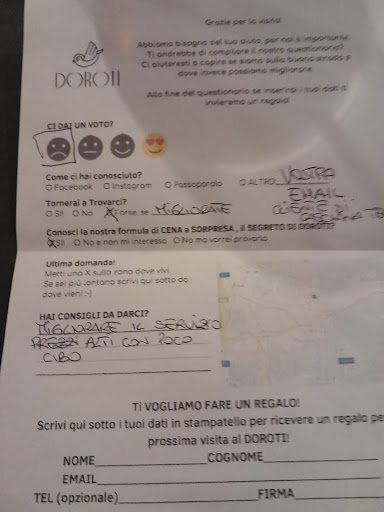 Grazie per la visita!
Abbiamo bisogno del tuo aiuto, per noi è importante.
Ti andrebbe di compilare il nostro questionario?
Ci aiuteresti a capire se siamo sulla buona strada o
dove invece possiamo migliorare.
Alla fine del questionario se inserirai i tuoi dati ti
invieremo un regalo!
DOROTI
CI DAI UN VOTO?
Come ci hai conosciuto?
Facebook Instagram Passaparola ALTRO VOSTRA
EMAIL
Tornerai a Trovarci?
SI! No Forse, se MIGLIORATE
CLIENTE DI
Conosci la nostra formula di CENA a SORPRESA , il SEGRETO DI DOROTI?
SI! No e non mi interessa No ma vorrei provarla
Ultima domanda!
Metti una X sulla zona dove vivi.
Se sei più lontano scrivi qui sotto da
dove vieni :-)
HAI CONSIGLI DA DARCI?
MIGLIORARE IL SERVIZIO
PREZZI ALTI CON POCO
CIBO
Ti VOGLIAMO FARE UN REGALO!
Scrivi qui sotto i tuoi dati in stampatello per ricevere un regalo pe
prossima visita al DOROTI!
NOME COGNOME
EMAIL
TEL (opzionale) FIRMA